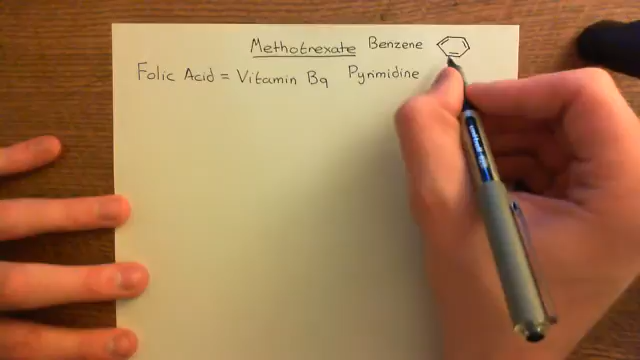 Methotrexate Benzene
Folic Acid = Vitamin B9 Pyrimidine